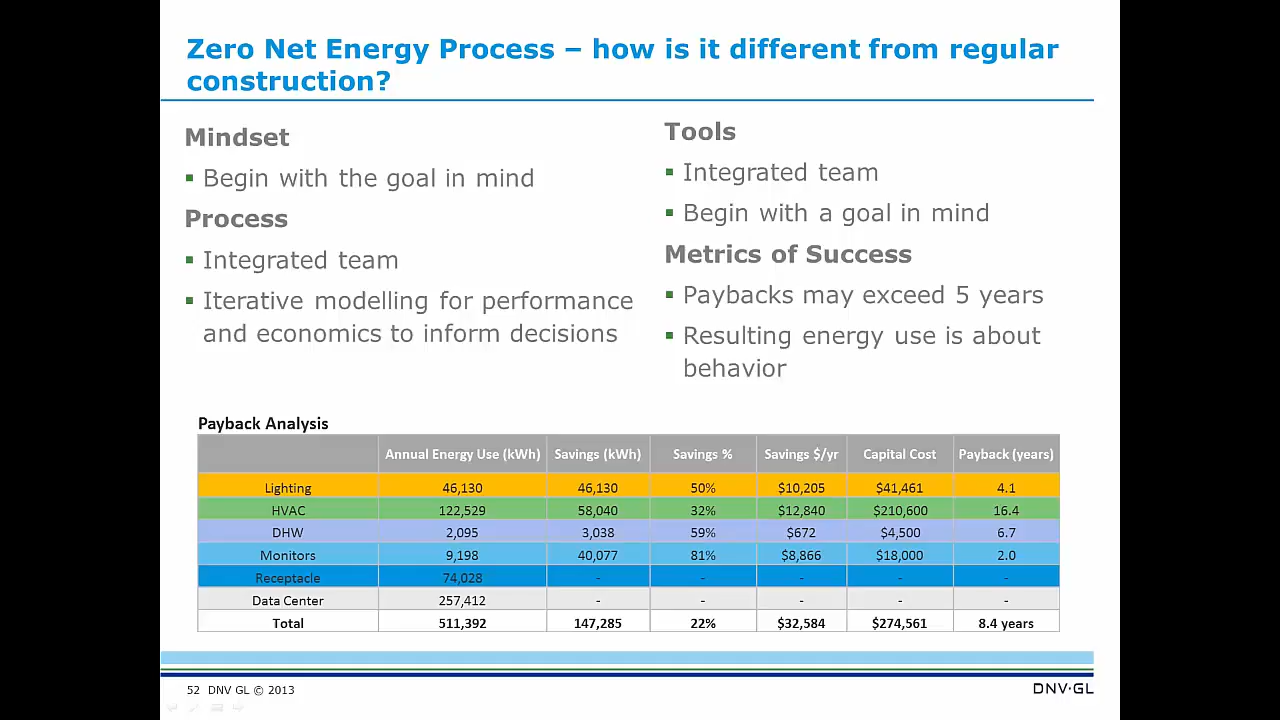 Zero Net Energy Process – how is it different from regular
construction?
Mindset
▪ Begin with the goal in mind
Process
▪ Integrated team
▪ Iterative modelling for performance
and economics to inform decisions
Tools
▪ Integrated team
▪ Begin with a goal in mind
Metrics of Success
▪ Paybacks may exceed 5 years
▪ Resulting energy use is about
behavior
Payback Analysis
Annual Energy Use (kWh) Savings (kWh) Savings % Savings $/yr Capital Cost Payback (years)
Lighting 46,130 46,130 50% $10,205 $41,461 4.1
HVAC 122,529 58,040 32% $12,840 $210,600 16.4
DHW 2,095 3,038 59% $672 $4,500 6.7
Monitors 9,198 40,077 81% $8,866 $18,000 2.0
Receptacle 74,028 - - - - -
Data Center 257,412 - - - - -
Total 511,392 147,285 22% $32,584 $274,561 8.4 years
52 DNV GL © 2013
DNV·GL